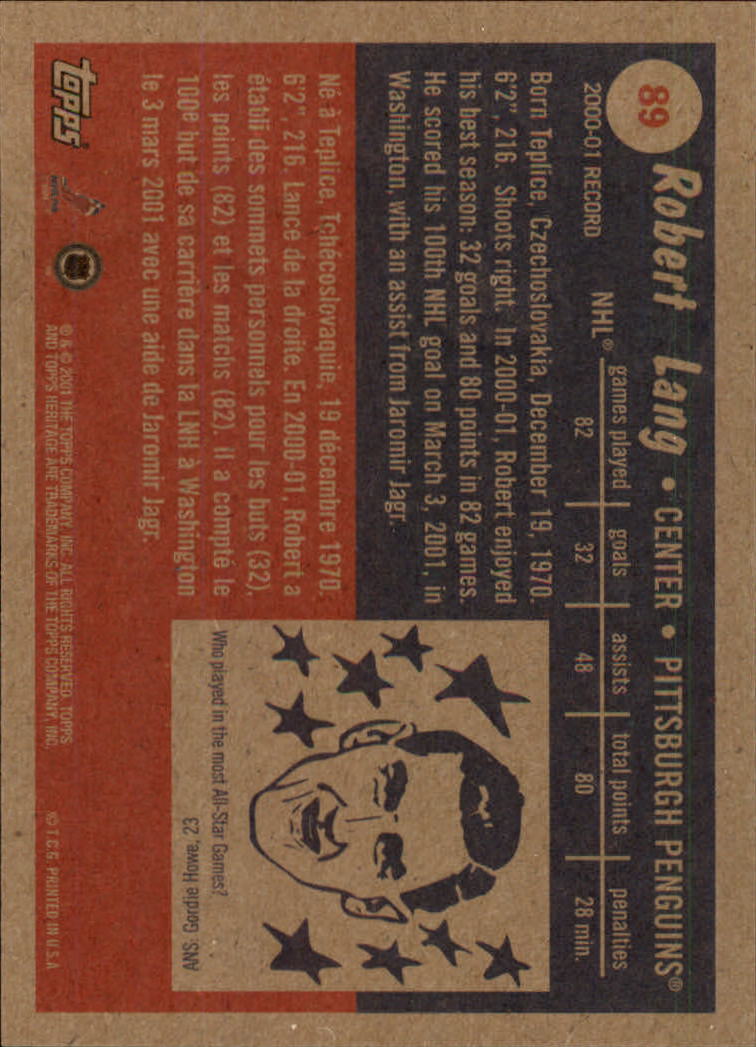 89
Robert Lang • CENTER • PITTSBURGH PENGUINS®
2000-01 RECORD
games played goals assists total points penalties
NHL® 82 32 48 80 28 min.
Born Teplice, Czechoslovakia, December 19, 1970.
6'2", 216. Shoots right. In 2000-01, Robert enjoyed
his best season: 32 goals and 80 points in 82 games.
He scored his 100th NHL goal on March 3, 2001, in
Washington, with an assist from Jaromir Jagr.
Né à Teplice, Tchécoslovaquie, 19 décembre 1970.
6'2", 216. Lance de la droite. En 2000-01, Robert a
établi des sommets personnels pour les buts (32),
les points (82) et les matchs (82). Il a compté le
100e but de sa carrière dans la LNH à Washington
le 3 mars 2001 avec une aide de Jaromir Jagr.
Who played in the most All-Star Games?
ANS. Gordie Howe, 23
TOPPS®
® & © 2001 THE TOPPS COMPANY, INC. ALL RIGHTS RESERVED. TOPPS
AND TOPPS HERITAGE ARE TRADEMARKS OF THE TOPPS COMPANY, INC.
© T.C.G. PRINTED IN U.S.A.